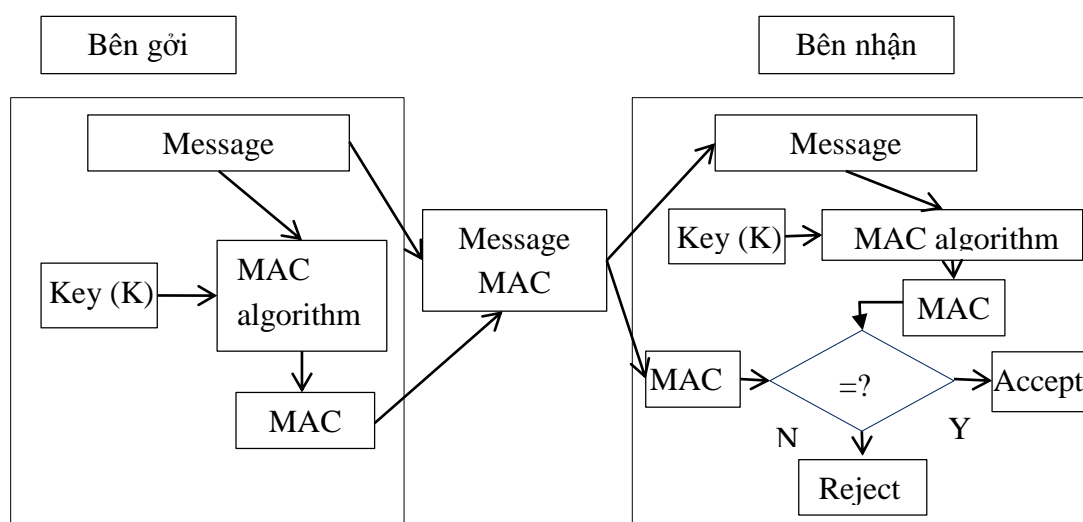 Bên gởi
Bên nhận
Message
Key (K)
MAC
algorithm
MAC
Message
MAC
Message
Key (K)
MAC algorithm
MAC
MAC
=?
Accept
N
Y
Reject